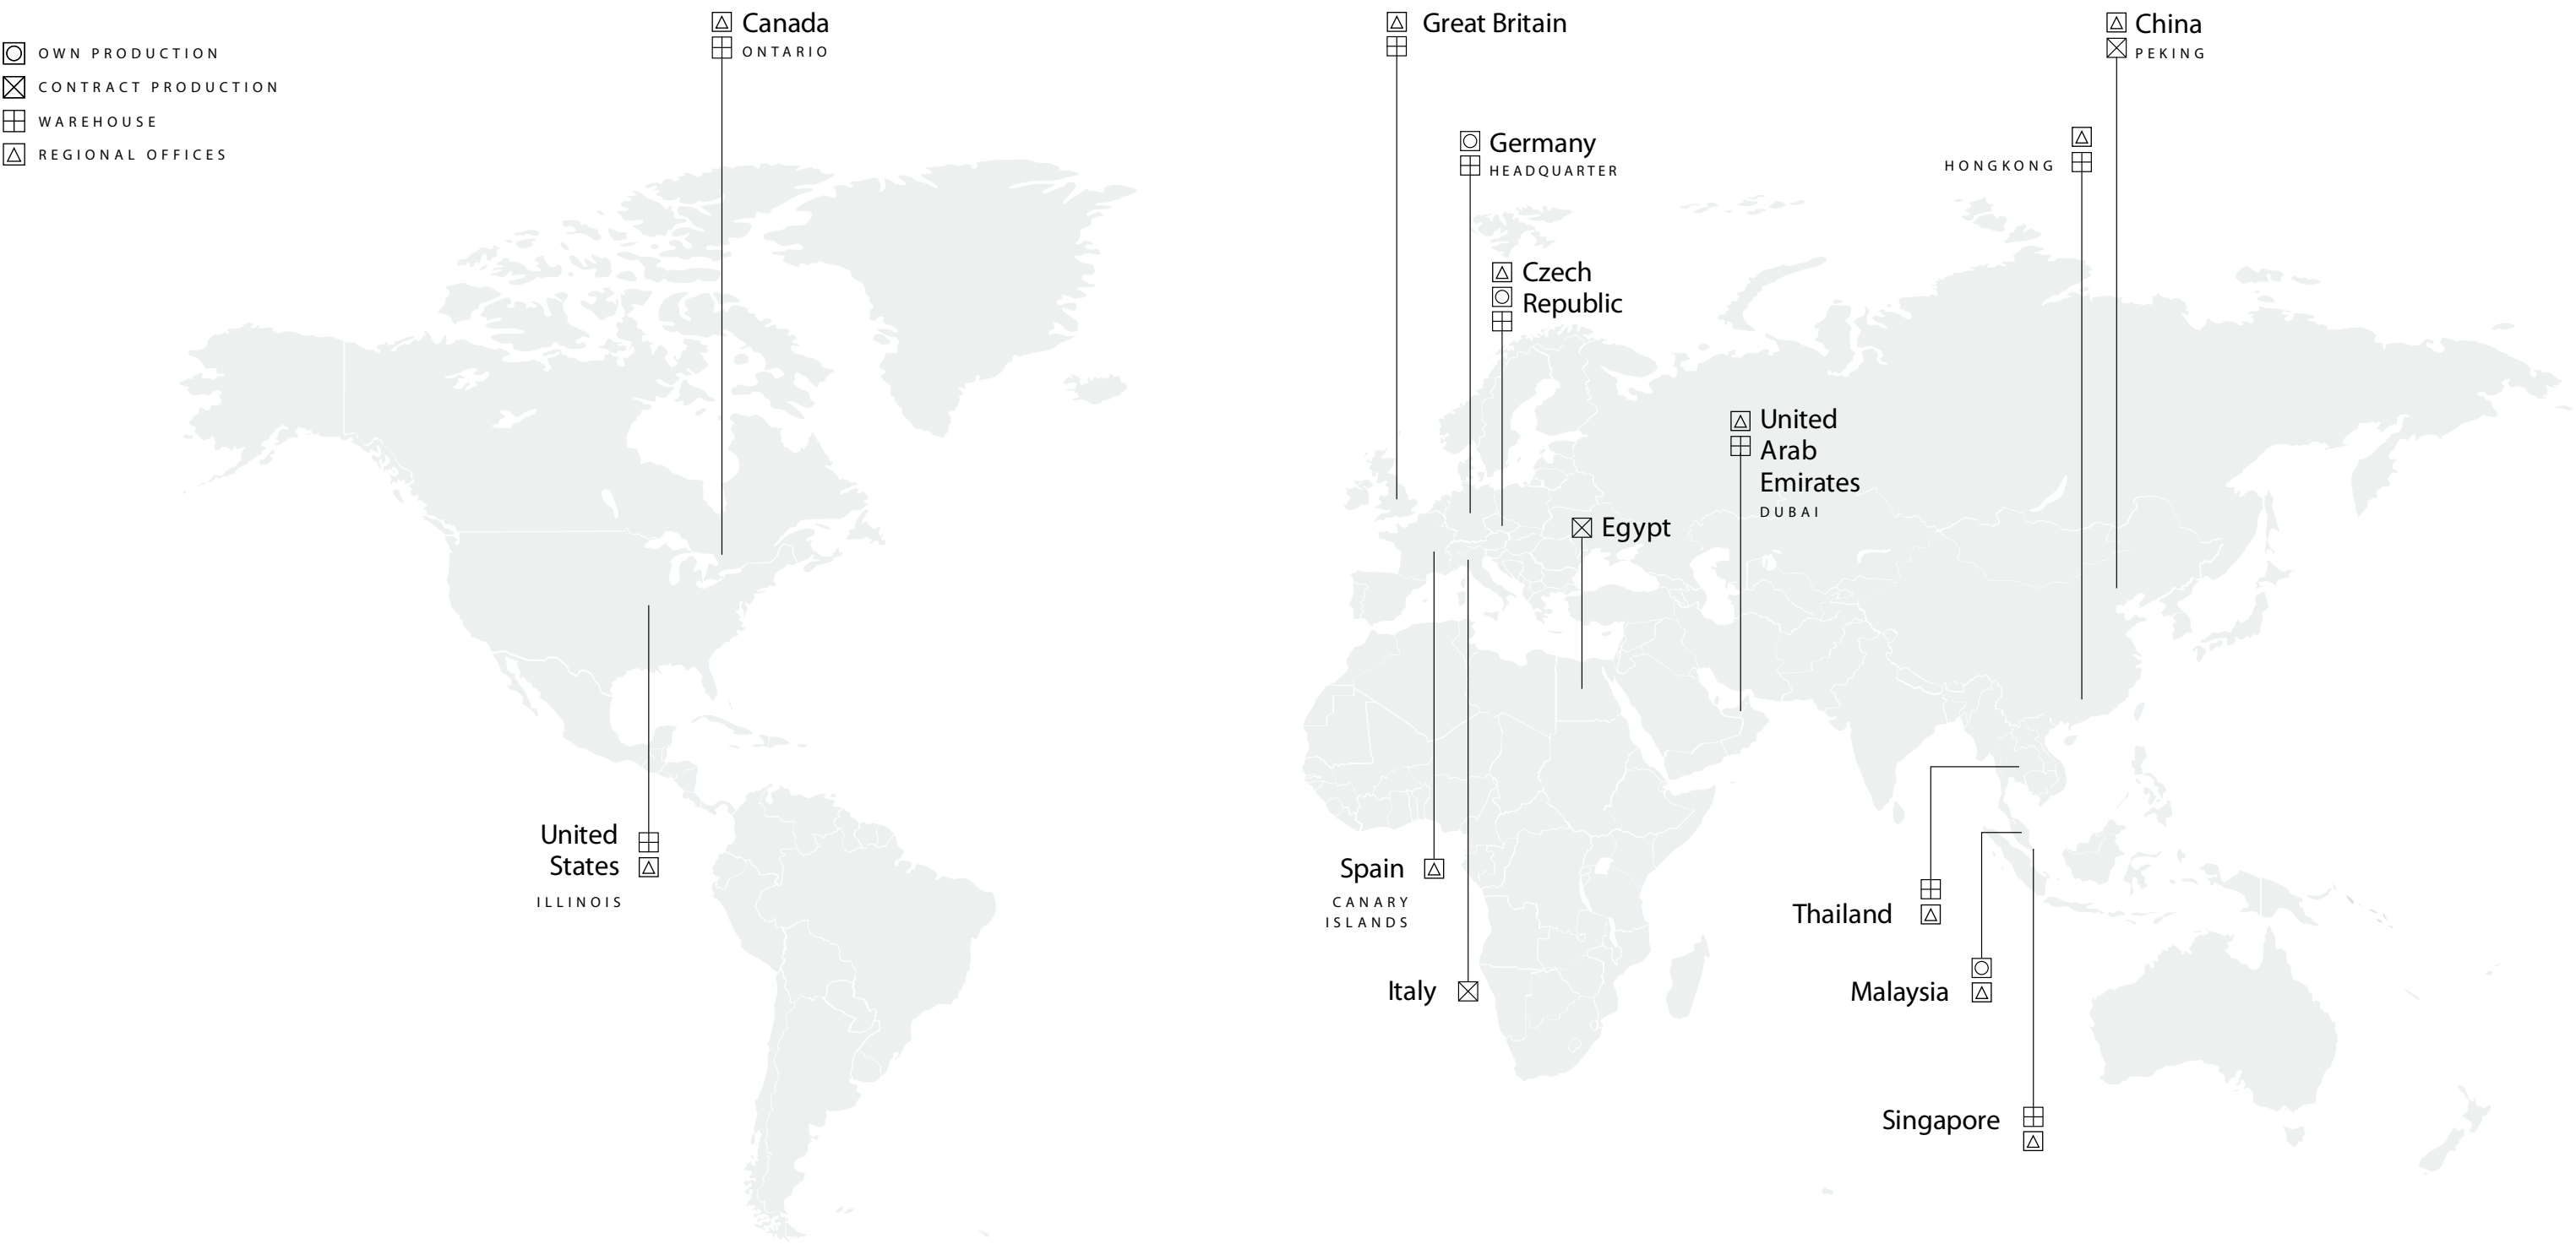 OWN PRODUCTION
CONTRACT PRODUCTION
WAREHOUSE
REGIONAL OFFICES
Canada
ONTARIO
Great Britain
China
PEKING
Germany
HEADQUARTER
HONGKONG
Czech
Republic
United
Arab
Emirates
DUBAI
Egypt
United
States
ILLINOIS
Spain
CANARY
ISLANDS
Italy
Thailand
Malaysia
Singapore